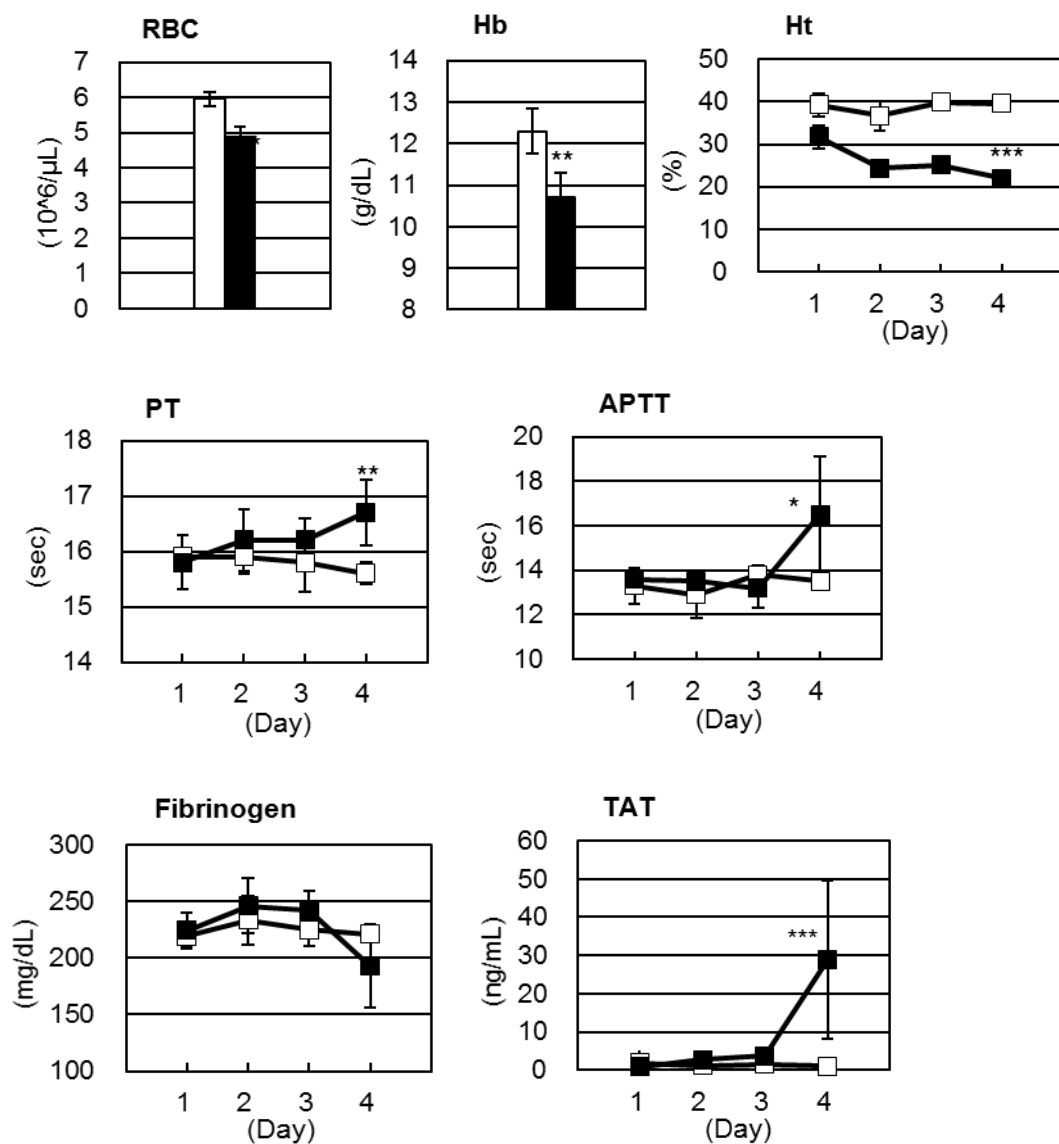 RBC
7
6
5
4
3
2
1
0
(10^6/µL)
*
Hb
14
13
12
11
10
9
8
(g/dL)
**
Ht
50
40
30
20
10
0
(%)
***
1 2 3 4
(Day)
PT
18
17
16
15
14
(sec)
**
1 2 3 4
(Day)
APTT
20
18
16
14
12
10
(sec)
*
1 2 3 4
(Day)
Fibrinogen
300
250
200
150
100
(mg/dL)
1 2 3 4
(Day)
TAT
60
50
40
30
20
10
0
(ng/mL)
***
1 2 3 4
(Day)